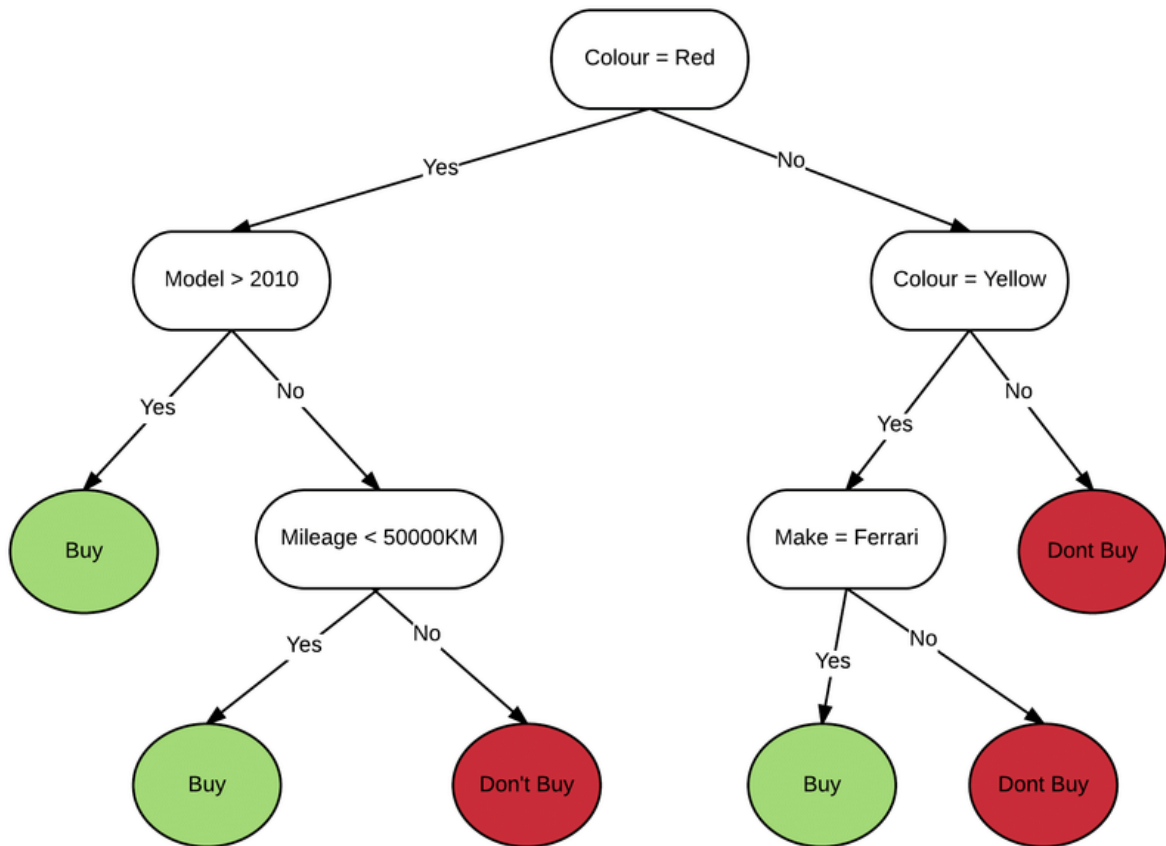 Colour = Red
Yes
No
Model > 2010
Colour = Yellow
Yes
No
Yes
No
Buy
Mileage < 50000KM
Make = Ferrari
Dont Buy
Yes
No
Yes
No
Buy
Don't Buy
Buy
Dont Buy